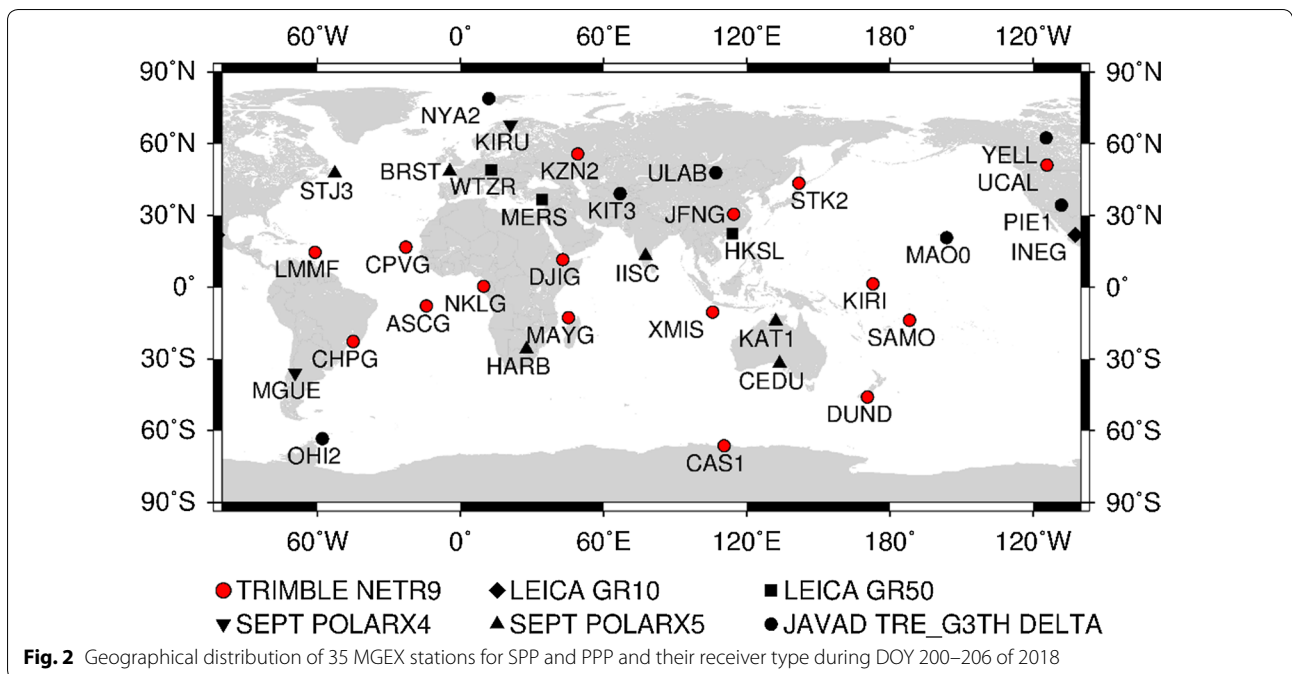 60˚W 0˚ 60˚E 120˚E 180˚ 120˚W
90˚N 90˚N
NYA2
KIRU
60˚N 60˚N
YELL
BRST
KZN2
ULAB
UCAL
STJ3
WTZR
STK2
MERS
KIT3
JFNG
30˚N 30˚N
PIE1
HKSL
MAO0
INEG
LMMF
CPVG
DJIG
IISC
0˚ 0˚
NKLG
KIRI
ASCG
MAYG
XMIS
KAT1
SAMO
CHPG
HARB
30˚S 30˚S
MGUE
CEDU
DUND
60˚S 60˚S
OHI2
CAS1
90˚S 90˚S
60˚W 0˚ 60˚E 120˚E 180˚ 120˚W
TRIMBLE NETR9 LEICA GR10 LEICA GR50
SEPT POLARX4 SEPT POLARX5 JAVAD TRE_G3TH DELTA
Fig. 2 Geographical distribution of 35 MGEX stations for SPP and PPP and their receiver type during DOY 200–206 of 2018